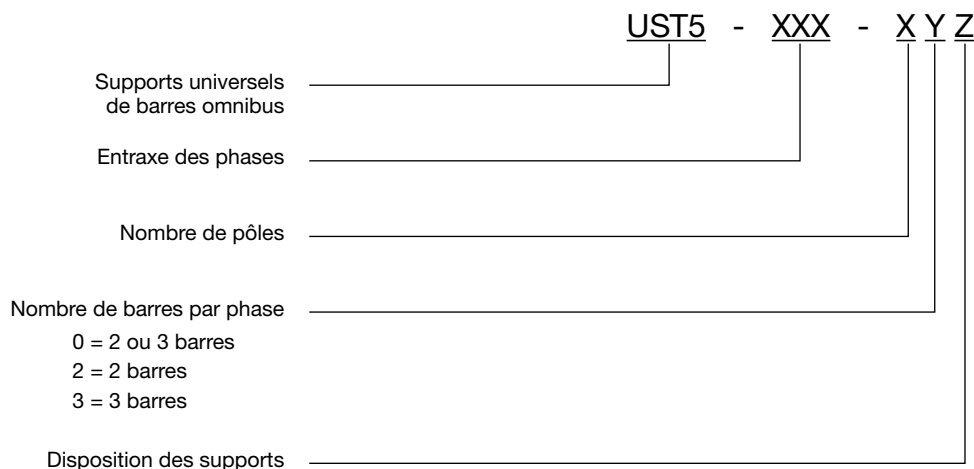 UST5 - XXX - X Y Z
Supports universels
de barres omnibus
Entraxe des phases
Nombre de pôles
Nombre de barres par phase
0 = 2 ou 3 barres
2 = 2 barres
3 = 3 barres
Disposition des supports